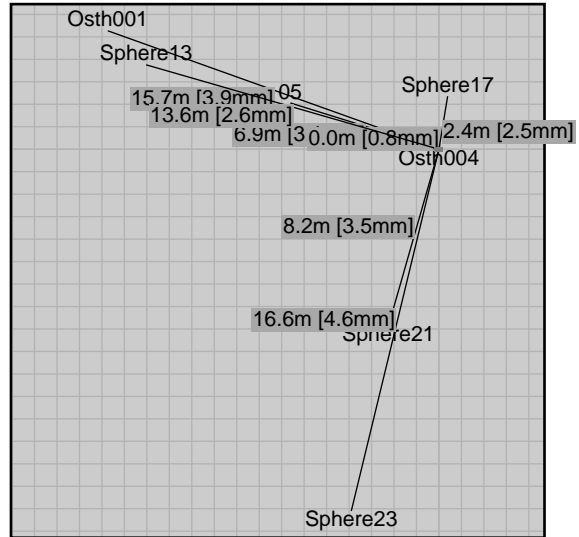 Osth001
Sphere13
Sphere17
05
15.7m [3.9mm]
13.6m [2.6mm]
6.9m [3
0.0m [0.8mm]
2.4m [2.5mm]
Osth004
8.2m [3.5mm]
16.6m [4.6mm]
Sphere21
Sphere23